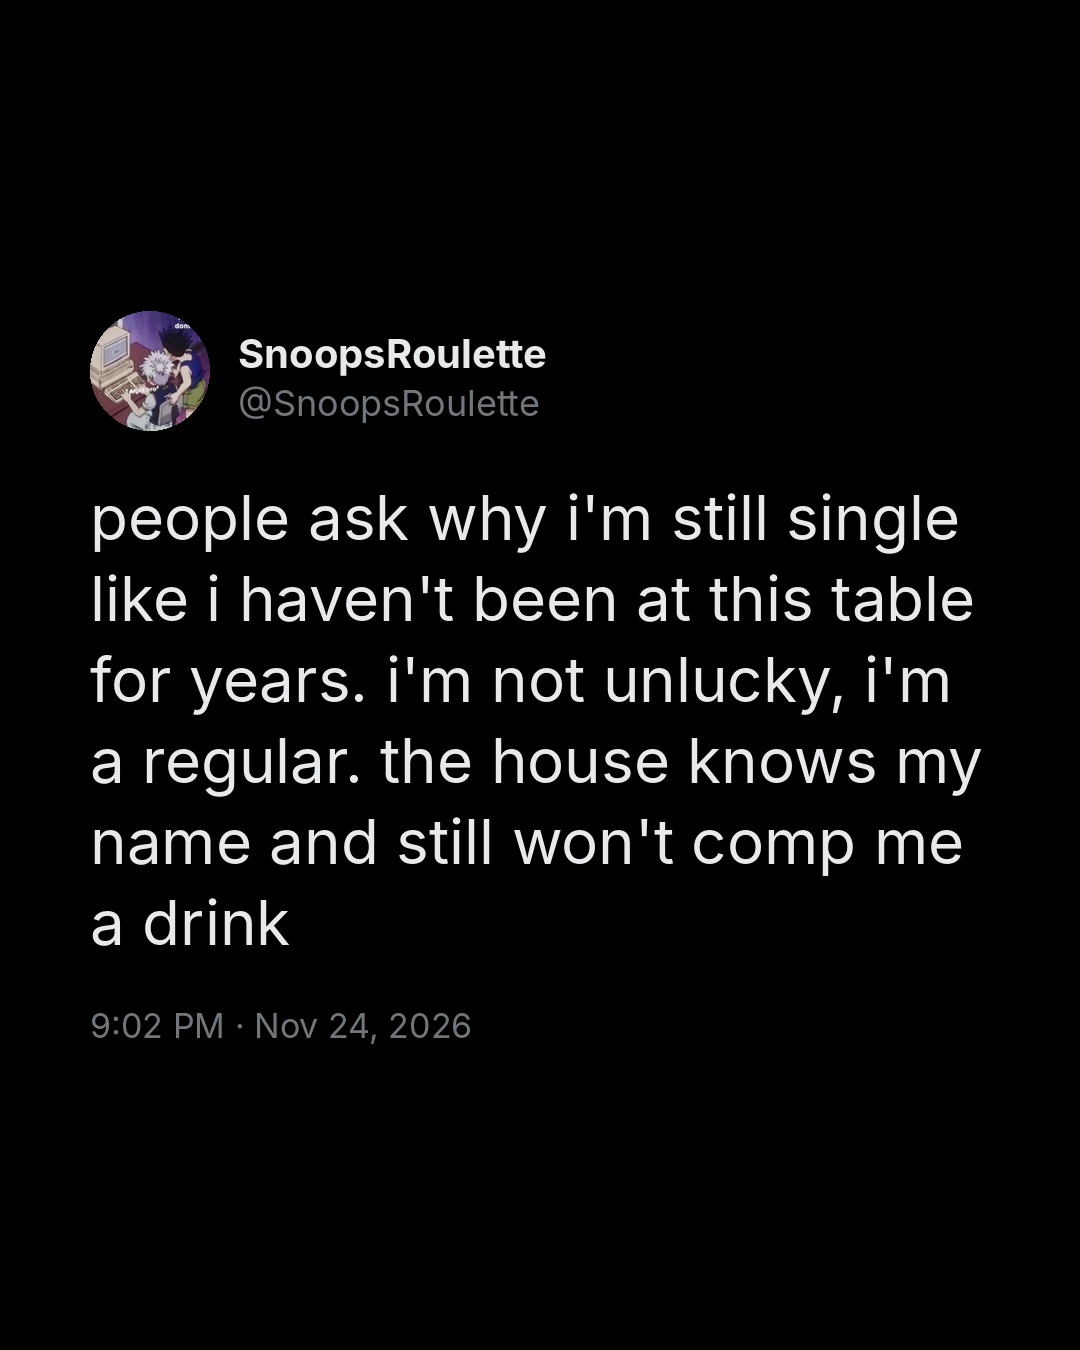 SnoopsRoulette
@SnoopsRoulette
people ask why i'm still single
like i haven't been at this table
for years. i'm not unlucky, i'm
a regular. the house knows my
name and still won't comp me
a drink
9:02 PM · Nov 24, 2026